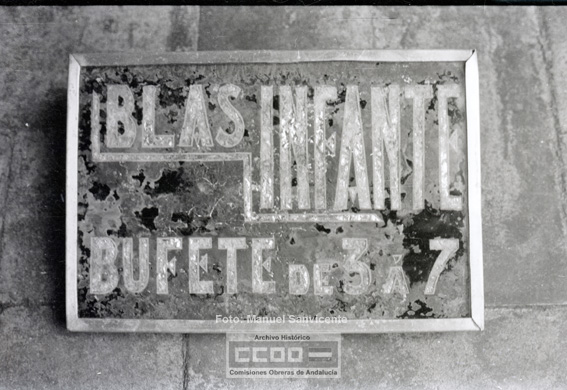 BLAS INFANTE
BUFETE DE 3 Á 7
Foto: Manuel Sanvicente
Archivo Histórico
CCOO
Comisiones Obreras de Andalucía